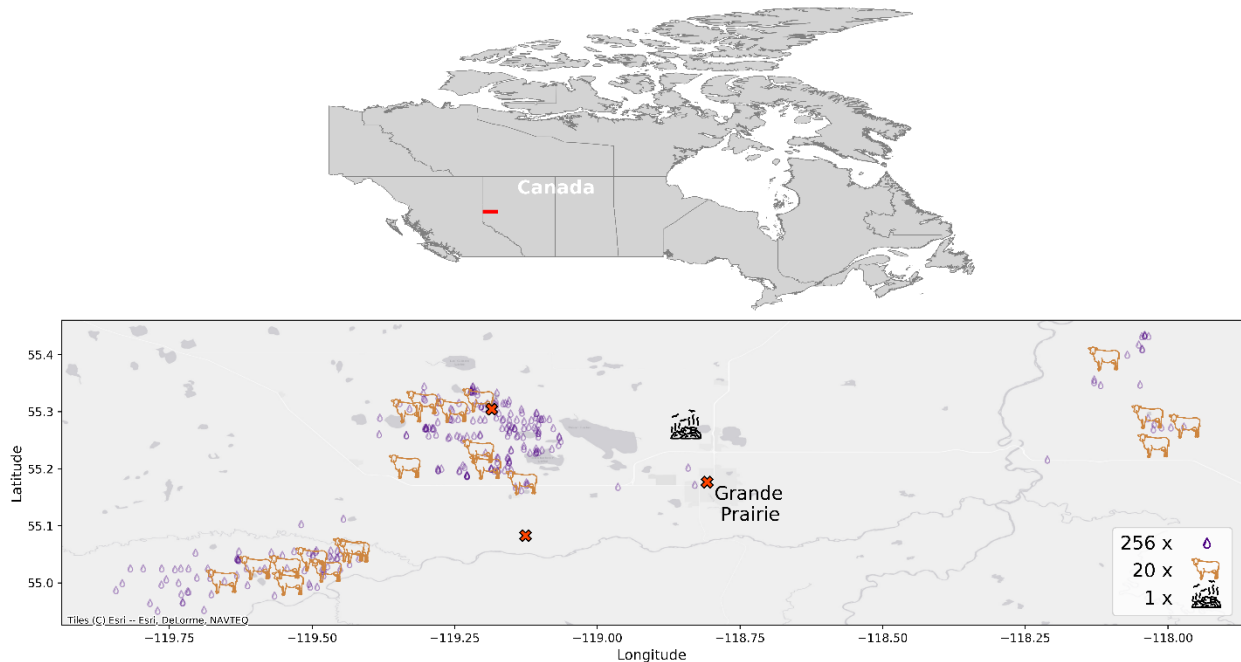 Canada
55.4
55.3
55.2
55.1
55.0
Latitude
Grande
Prairie
256 x
20 x
1 x
Tiles (C) Esri -- Esri, DeLorme, NAVTEQ
−119.75 −119.50 −119.25 −119.00 −118.75 −118.50 −118.25 −118.00
Longitude